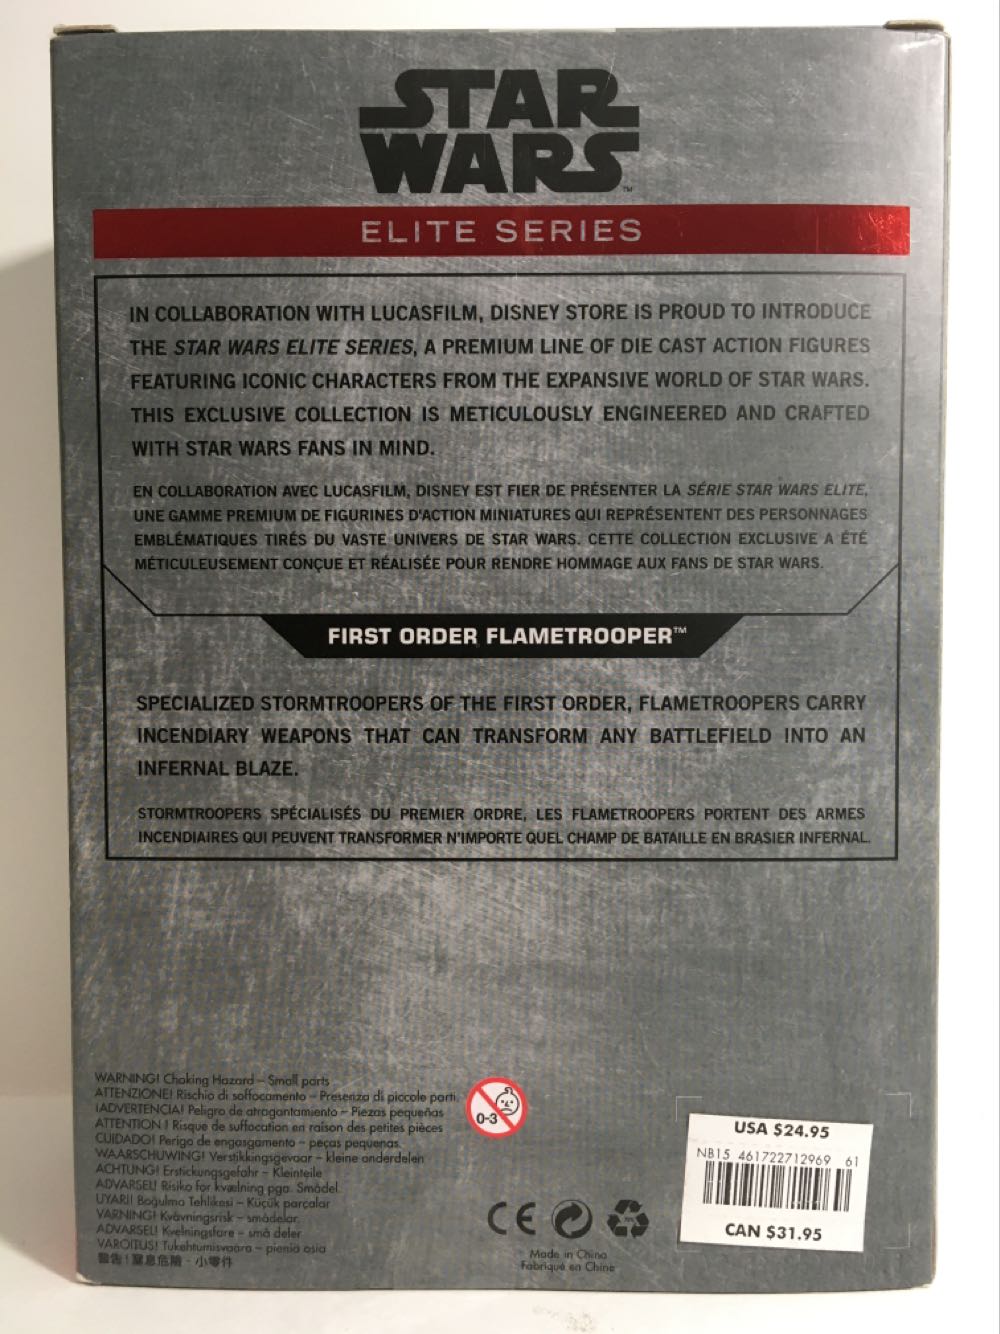 STAR
WARS™
ELITE SERIES
IN COLLABORATION WITH LUCASFILM, DISNEY STORE IS PROUD TO INTRODUCE
THE STAR WARS ELITE SERIES, A PREMIUM LINE OF DIE CAST ACTION FIGURES
FEATURING ICONIC CHARACTERS FROM THE EXPANSIVE WORLD OF STAR WARS.
THIS EXCLUSIVE COLLECTION IS METICULOUSLY ENGINEERED AND CRAFTED
WITH STAR WARS FANS IN MIND.
EN COLLABORATION AVEC LUCASFILM, DISNEY EST FIER DE PRÉSENTER LA SÉRIE STAR WARS ELITE,
UNE GAMME PREMIUM DE FIGURINES D'ACTION MINIATURES QUI REPRÉSENTENT DES PERSONNAGES
EMBLÉMATIQUES TIRÉS DU VASTE UNIVERS DE STAR WARS. CETTE COLLECTION EXCLUSIVE A ÉTÉ
MÉTICULEUSEMENT CONÇUE ET RÉALISÉE POUR RENDRE HOMMAGE AUX FANS DE STAR WARS.
FIRST ORDER FLAMETROOPER™
SPECIALIZED STORMTROOPERS OF THE FIRST ORDER, FLAMETROOPERS CARRY
INCENDIARY WEAPONS THAT CAN TRANSFORM ANY BATTLEFIELD INTO AN
INFERNAL BLAZE.
STORMTROOPERS SPÉCIALISÉS DU PREMIER ORDRE, LES FLAMETROOPERS PORTENT DES ARMES
INCENDIAIRES QUI PEUVENT TRANSFORMER N'IMPORTE QUEL CHAMP DE BATAILLE EN BRASIER INFERNAL.
WARNING! Choking Hazard – Small parts
ATTENZIONE! Rischio di soffocamento – Presenza di piccole parti
¡ADVERTENCIA! Peligro de atragantamiento – Piezas pequeñas
ATTENTION ! Risque de suffocation en raison des petites pièces
CUIDADO! Perigo de engasgamento – peças pequenas
WAARSCHUWING! Verstikkingsgevaar – kleine onderdelen
ACHTUNG! Erstickungsgefahr – Kleinteile
ADVARSEL! Risiko for kvælning pga. Smådel
UYARI! Boğulma Tehlikesi – Küçük parçalar
VARNING! Kvävningsrisk – smådelar
ADVARSEL! Kvelningsfare – små deler
VAROITUS! Tukehtumisvaara – pieniä osia
警告! 窒息危險 - 小零件
0-3
CE
Made in China
Fabriqué en Chine
USA $24.95
NB15 461722712969 61
CAN $31.95